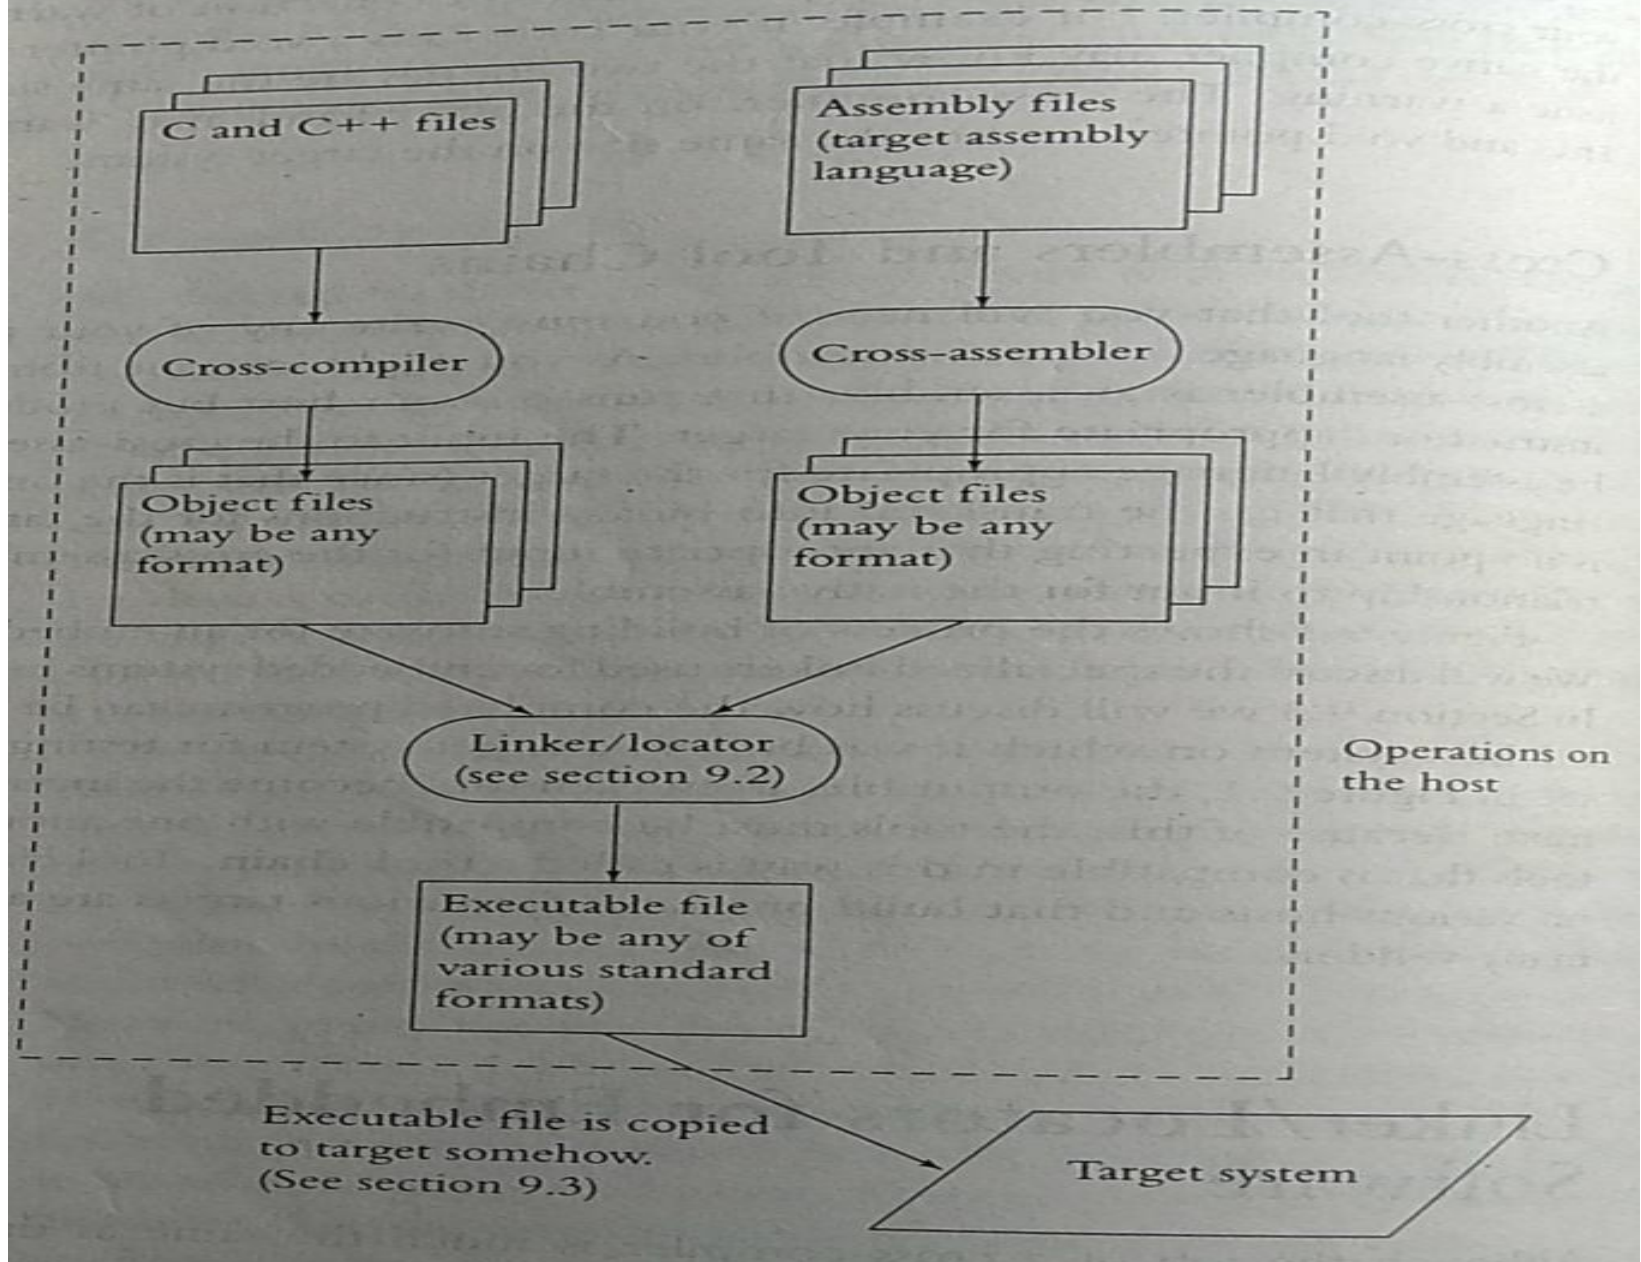 C and C++ files
Assembly files
(target assembly
language)
Cross-compiler
Cross-assembler
Object files
(may be any
format)
Object files
(may be any
format)
Linker/locator
(see section 9.2)
Operations on
the host
Executable file
(may be any of
various standard
formats)
Executable file is copied
to target somehow.
(See section 9.3)
Target system